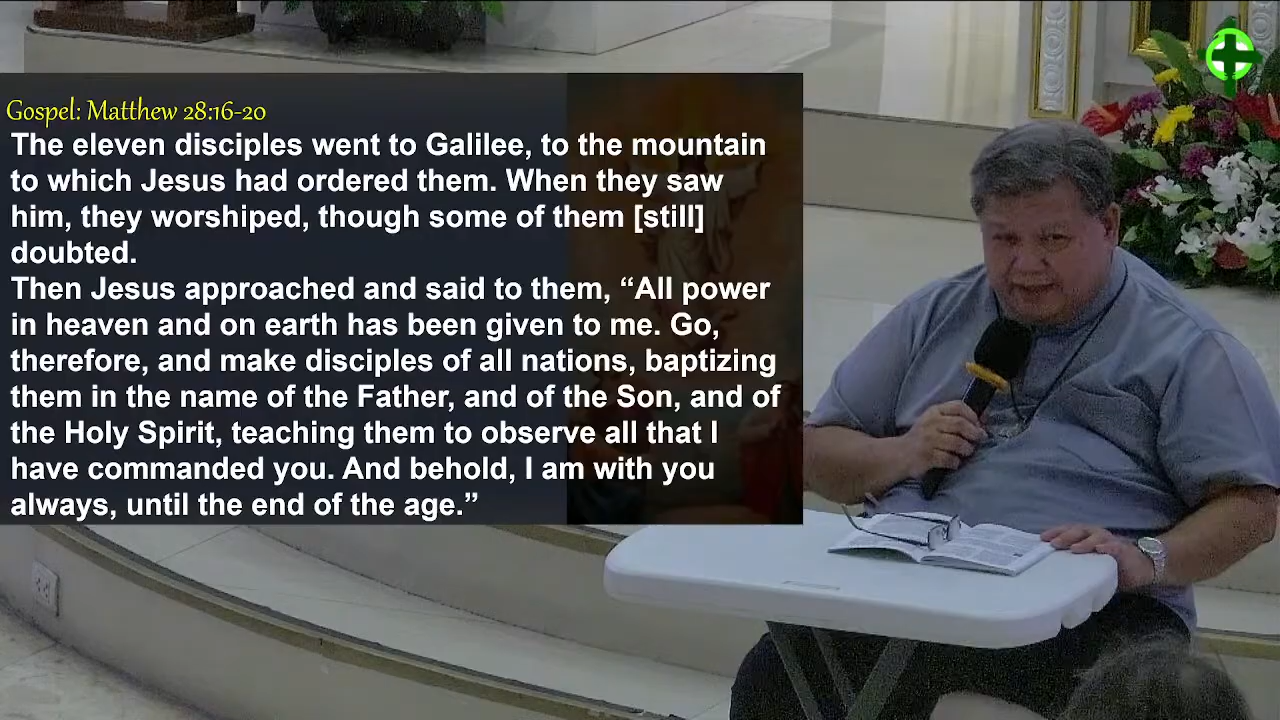 Gospel: Matthew 28:16-20
The eleven disciples went to Galilee, to the mountain
to which Jesus had ordered them. When they saw
him, they worshiped, though some of them [still]
doubted.
Then Jesus approached and said to them, “All power
in heaven and on earth has been given to me. Go,
therefore, and make disciples of all nations, baptizing
them in the name of the Father, and of the Son, and of
the Holy Spirit, teaching them to observe all that I
have commanded you. And behold, I am with you
always, until the end of the age.”